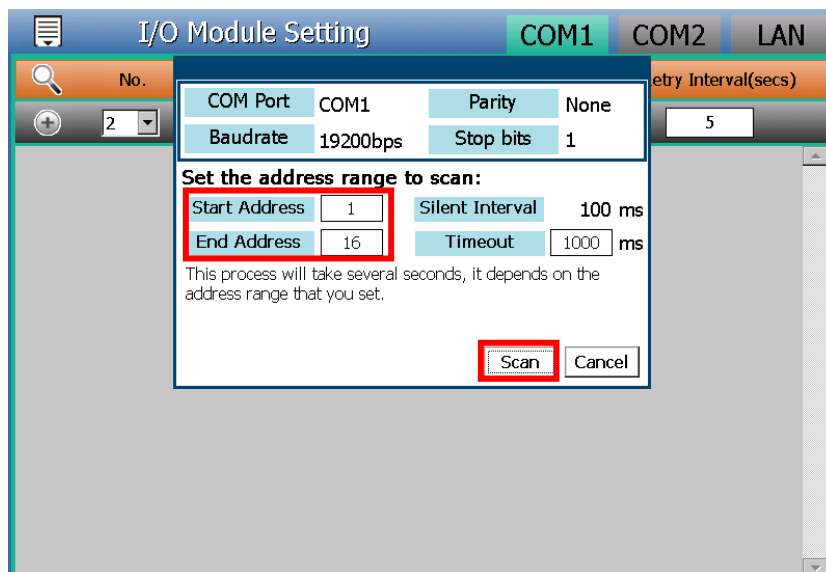 I/O Module Setting COM1 COM2 LAN
No. etry Interval(secs)
2 5
COM Port COM1 Parity None
Baudrate 19200bps Stop bits 1
Set the address range to scan:
Start Address 1 Silent Interval 100 ms
End Address 16 Timeout 1000 ms
This process will take several seconds, it depends on the
address range that you set.
Scan Cancel